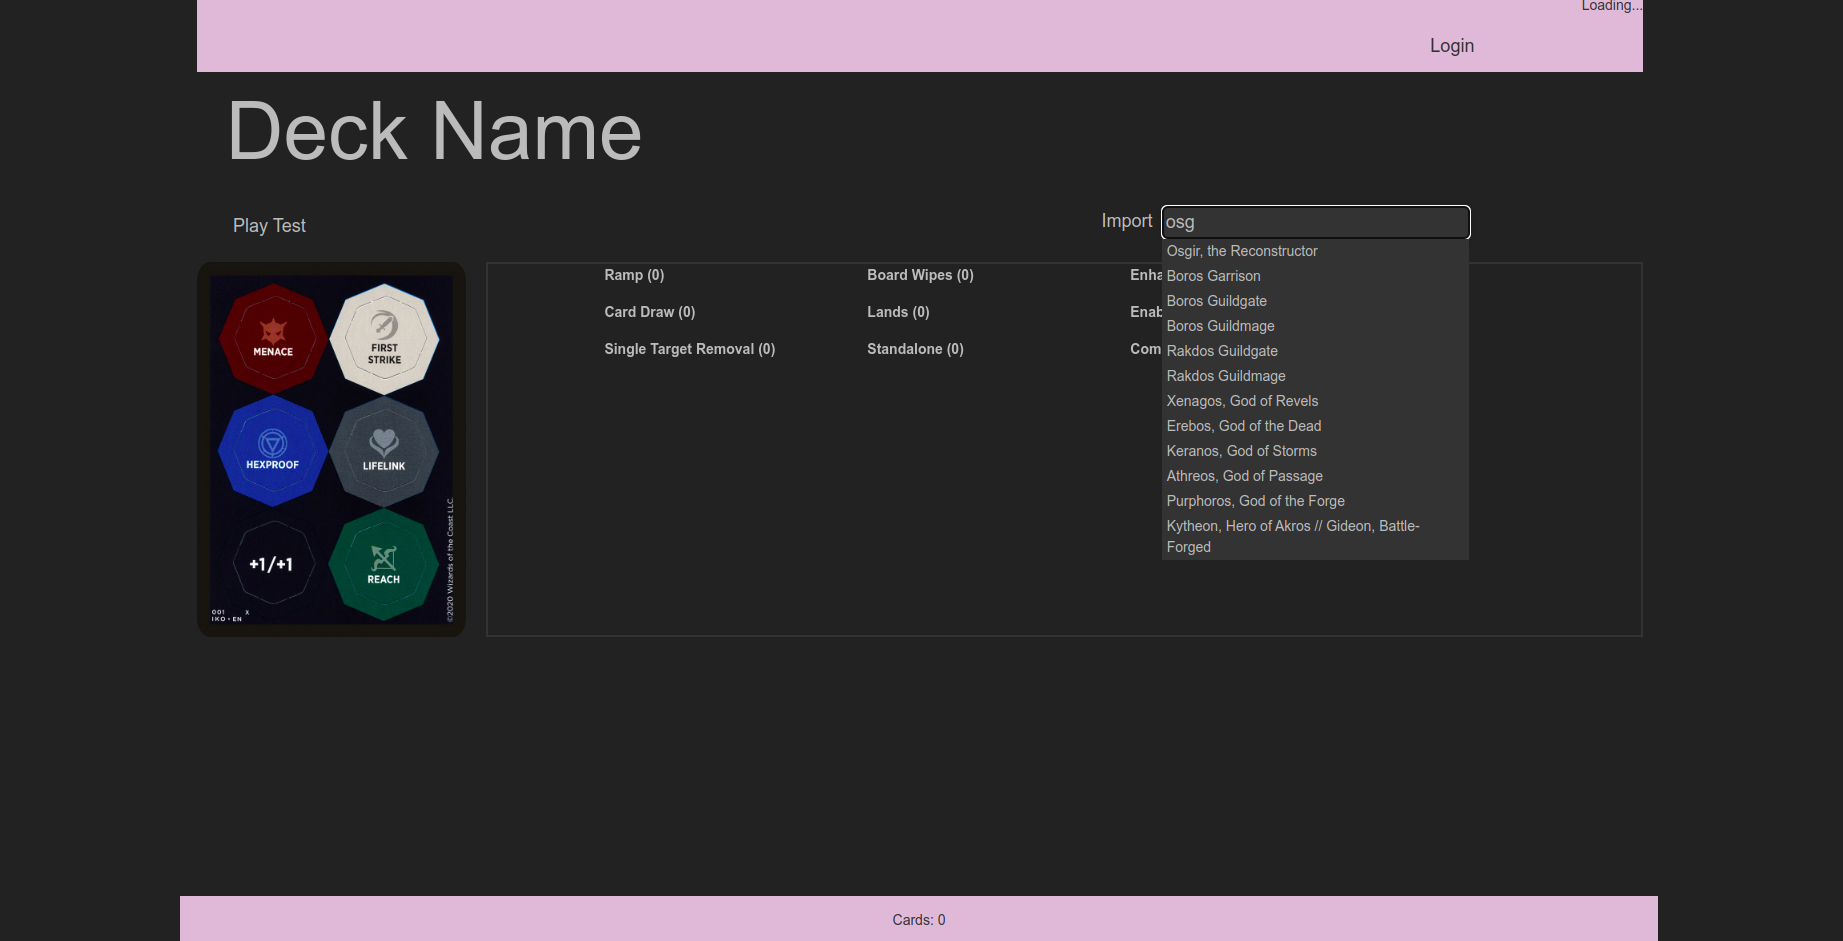 Loading...
Login
Deck Name
Play Test
Import
osg
Osgir, the Reconstructor
Boros Garrison
Boros Guildgate
Boros Guildmage
Rakdos Guildgate
Rakdos Guildmage
Xenagos, God of Revels
Erebos, God of the Dead
Keranos, God of Storms
Athreos, God of Passage
Purphoros, God of the Forge
Kytheon, Hero of Akros // Gideon, Battle-
Forged
Ramp (0)
Board Wipes (0)
Enha
Card Draw (0)
Lands (0)
Enab
Single Target Removal (0)
Standalone (0)
Com
MENACE
FIRST
STRIKE
HEXPROOF
LIFELINK
+1/+1
REACH
001 X
IKO • EN
©2020 Wizards of the Coast LLC.
Cards: 0